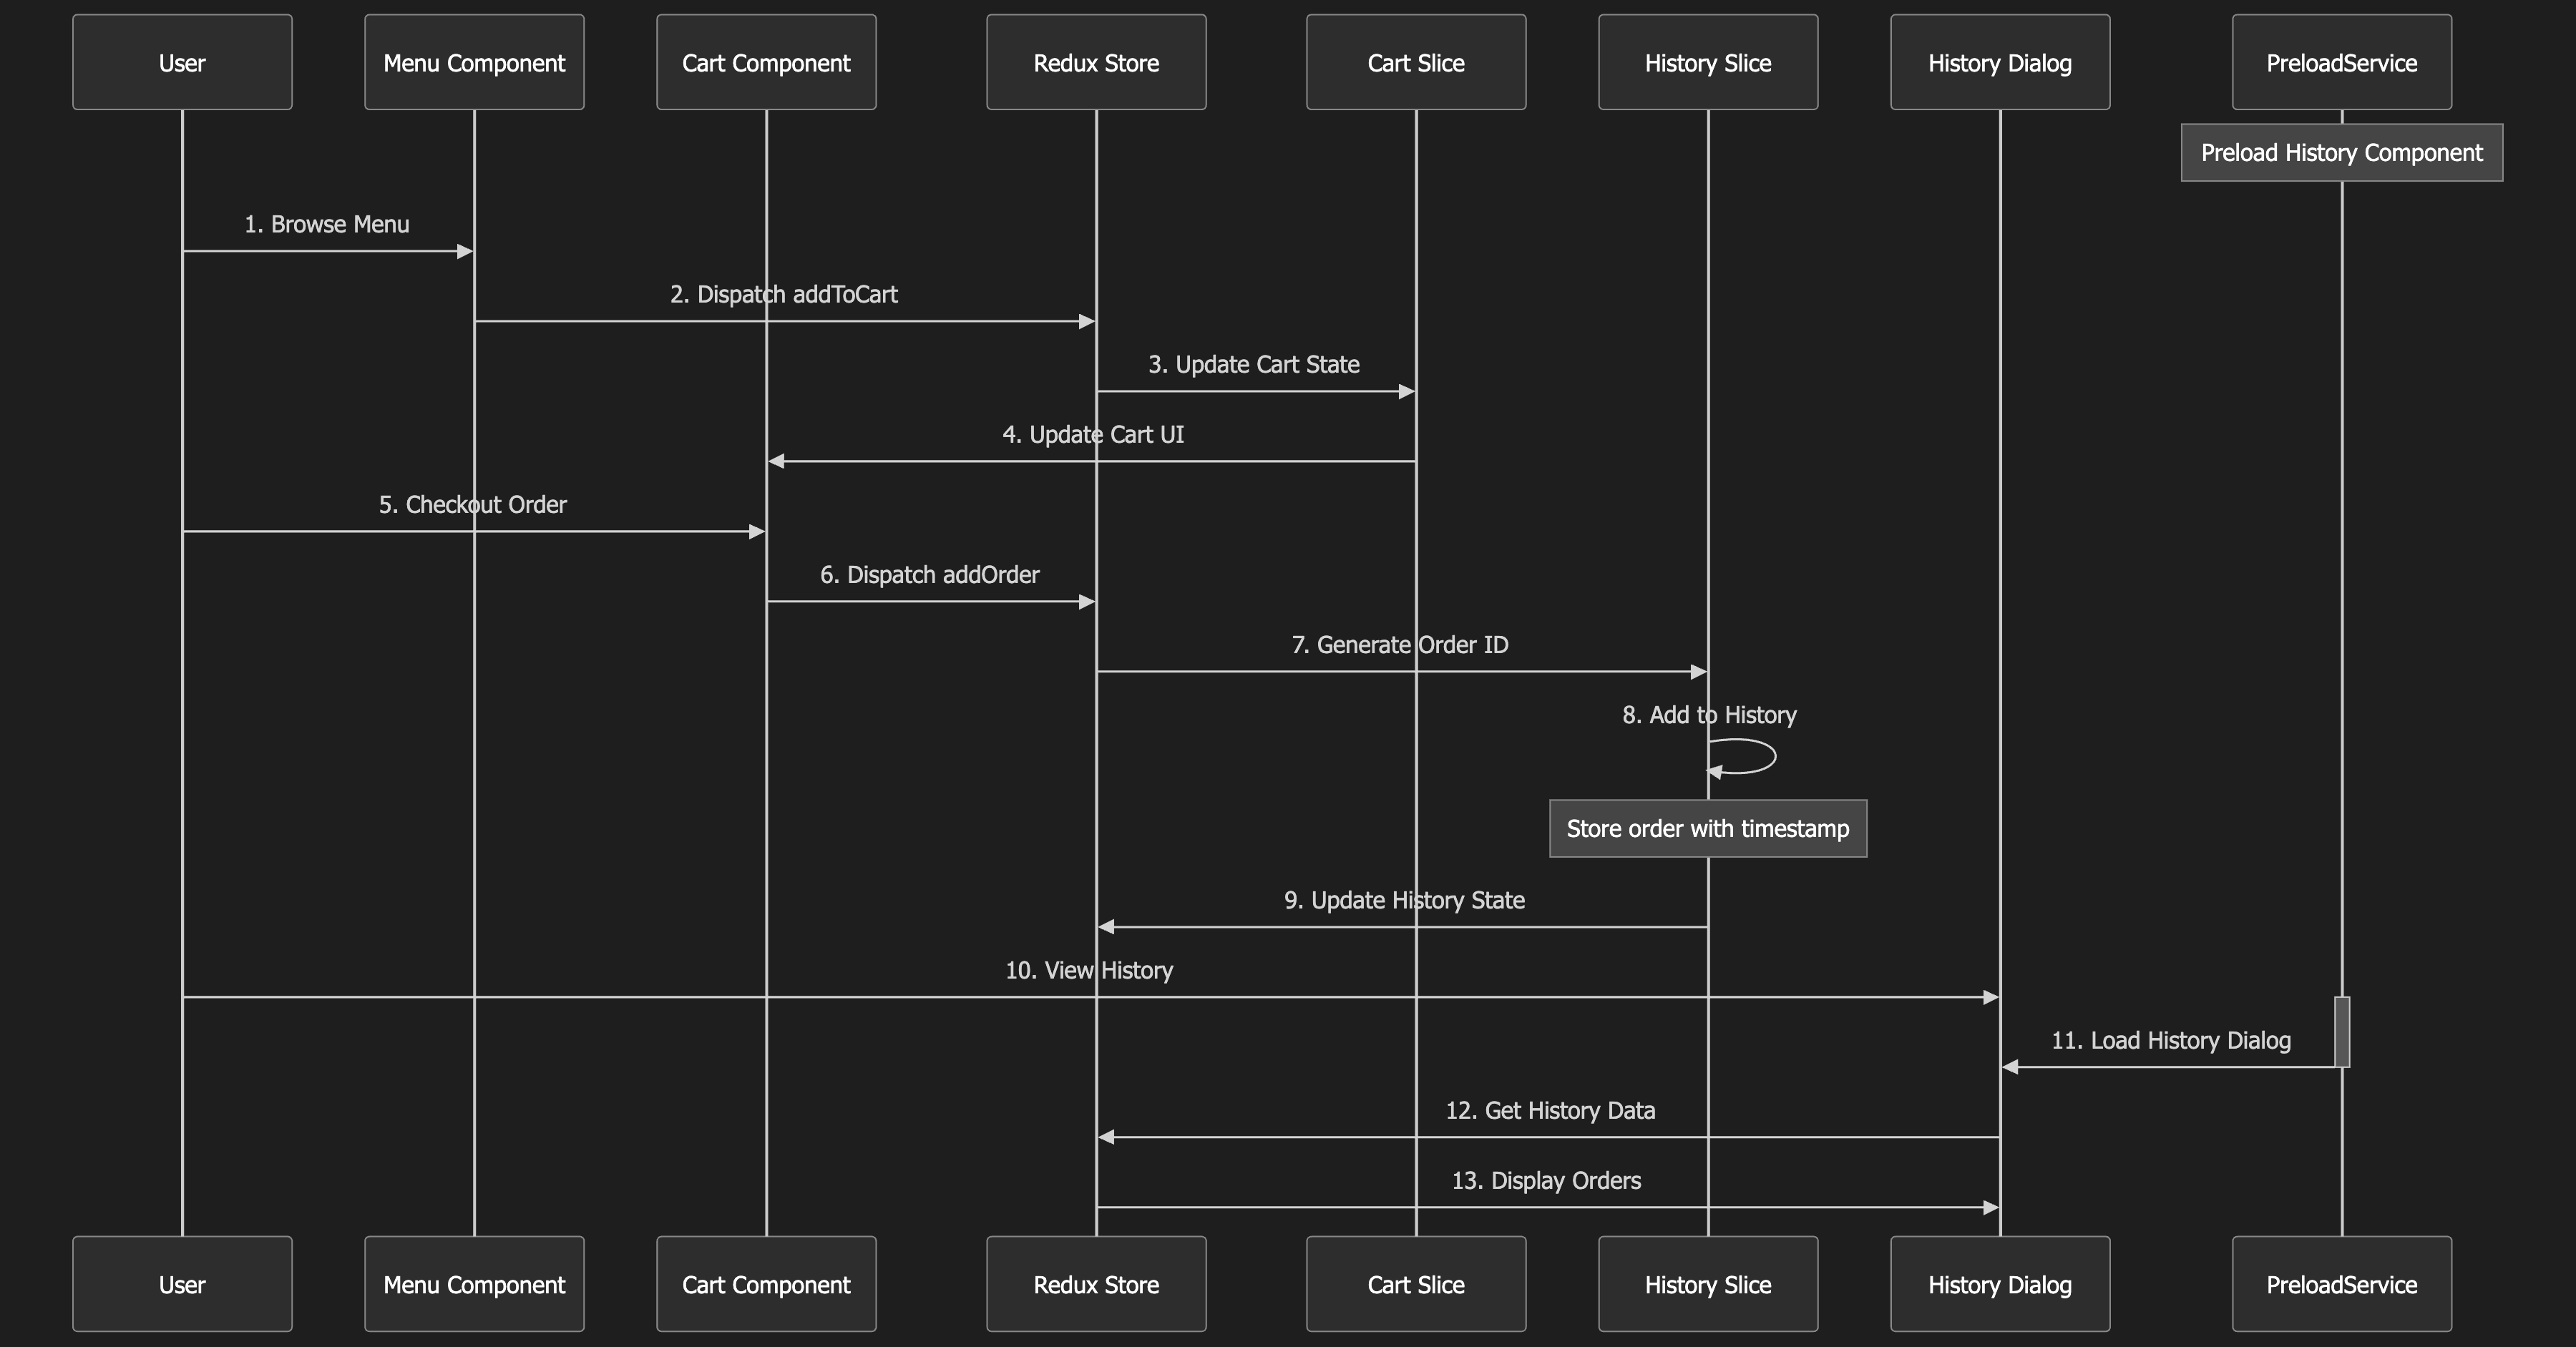 User
Menu Component
Cart Component
Redux Store
Cart Slice
History Slice
History Dialog
PreloadService
Preload History Component
1. Browse Menu
2. Dispatch addToCart
3. Update Cart State
4. Update Cart UI
5. Checkout Order
6. Dispatch addOrder
7. Generate Order ID
8. Add to History
Store order with timestamp
9. Update History State
10. View History
11. Load History Dialog
12. Get History Data
13. Display Orders
User
Menu Component
Cart Component
Redux Store
Cart Slice
History Slice
History Dialog
PreloadService